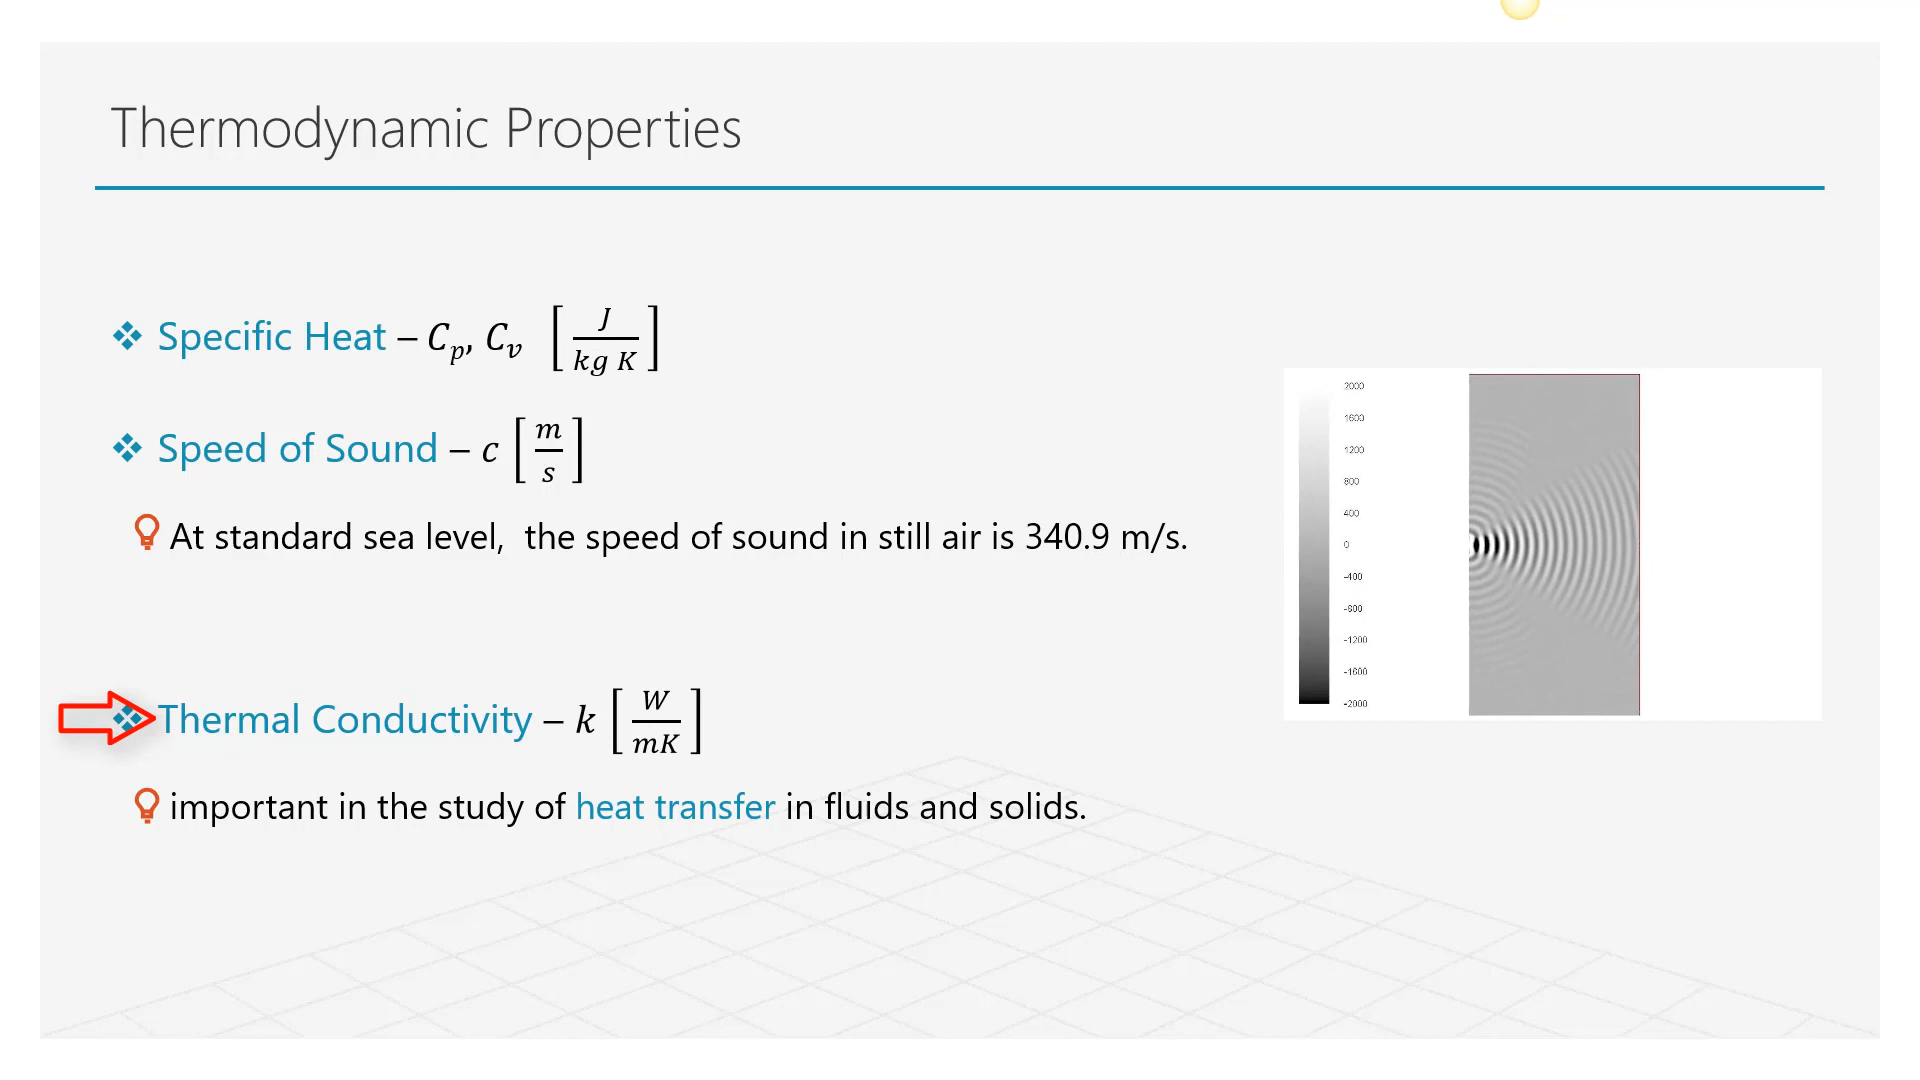 Thermodynamic Properties
❖ Specific Heat – C_p, C_v [J/kg K]
❖ Speed of Sound – c [m/s]
At standard sea level, the speed of sound in still air is 340.9 m/s.
❖ Thermal Conductivity – k [W/mK]
important in the study of heat transfer in fluids and solids.
2000
1600
1200
800
400
0
-400
-800
-1200
-1600
-2000